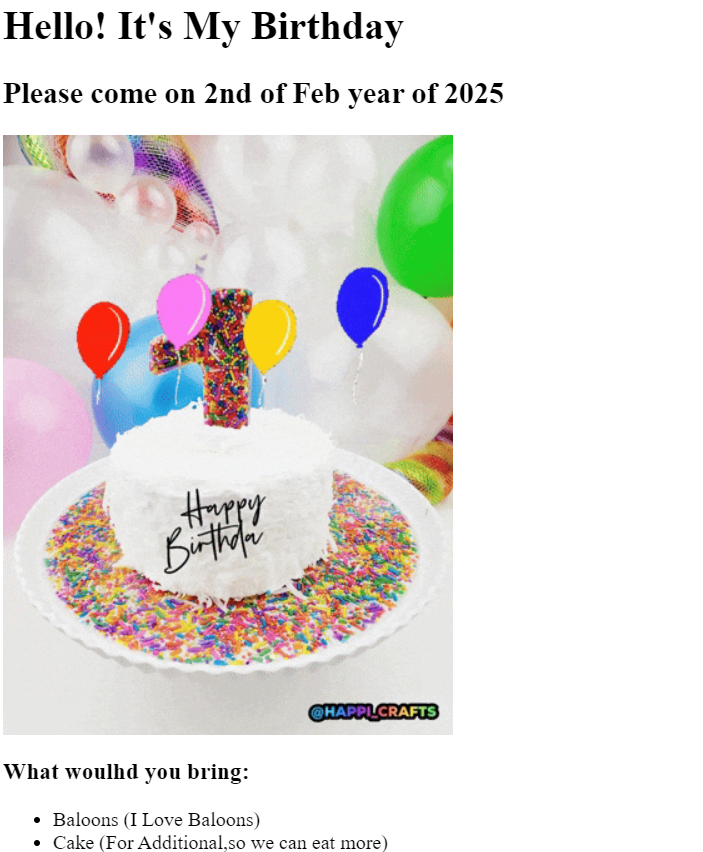 Hello! It's My Birthday
Please come on 2nd of Feb year of 2025
Happy
Birthda
@HAPPI_CRAFTS
What woulhd you bring:
Baloons (I Love Baloons)
Cake (For Additional,so we can eat more)